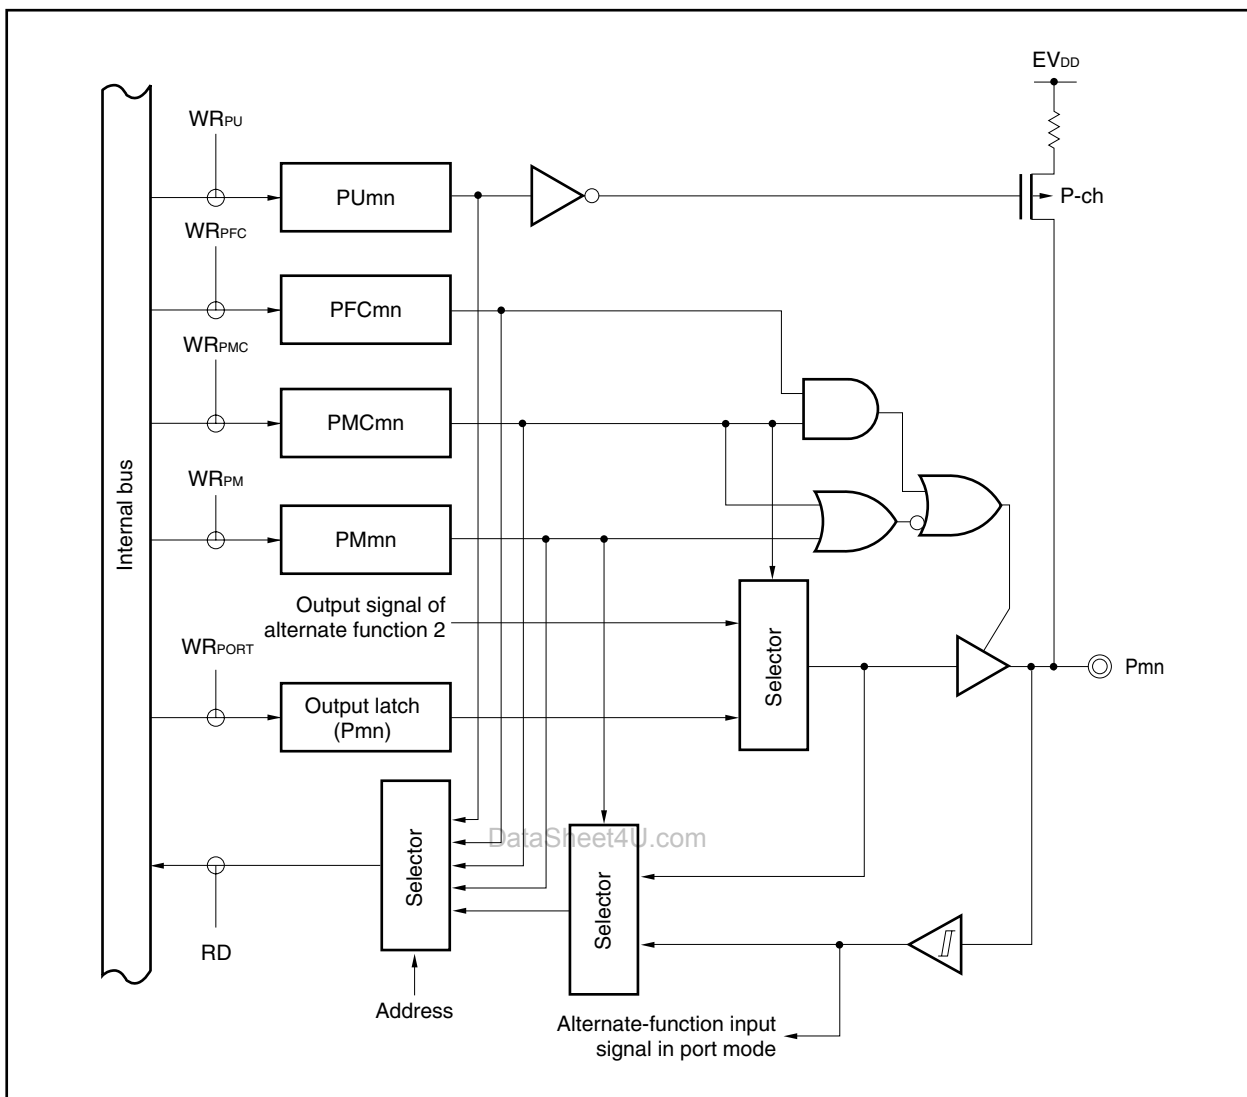 EVDD
WRPU
PUmn
P-ch
WRPFC
PFCmn
WRPMC
PMCmn
WRPM
PMmn
Internal bus
Output signal of
alternate function 2
WRPORT
Output latch
(Pmn)
Selector
Pmn
DataSheet4U.com
Selector
Selector
RD
Address
Alternate-function input
signal in port mode